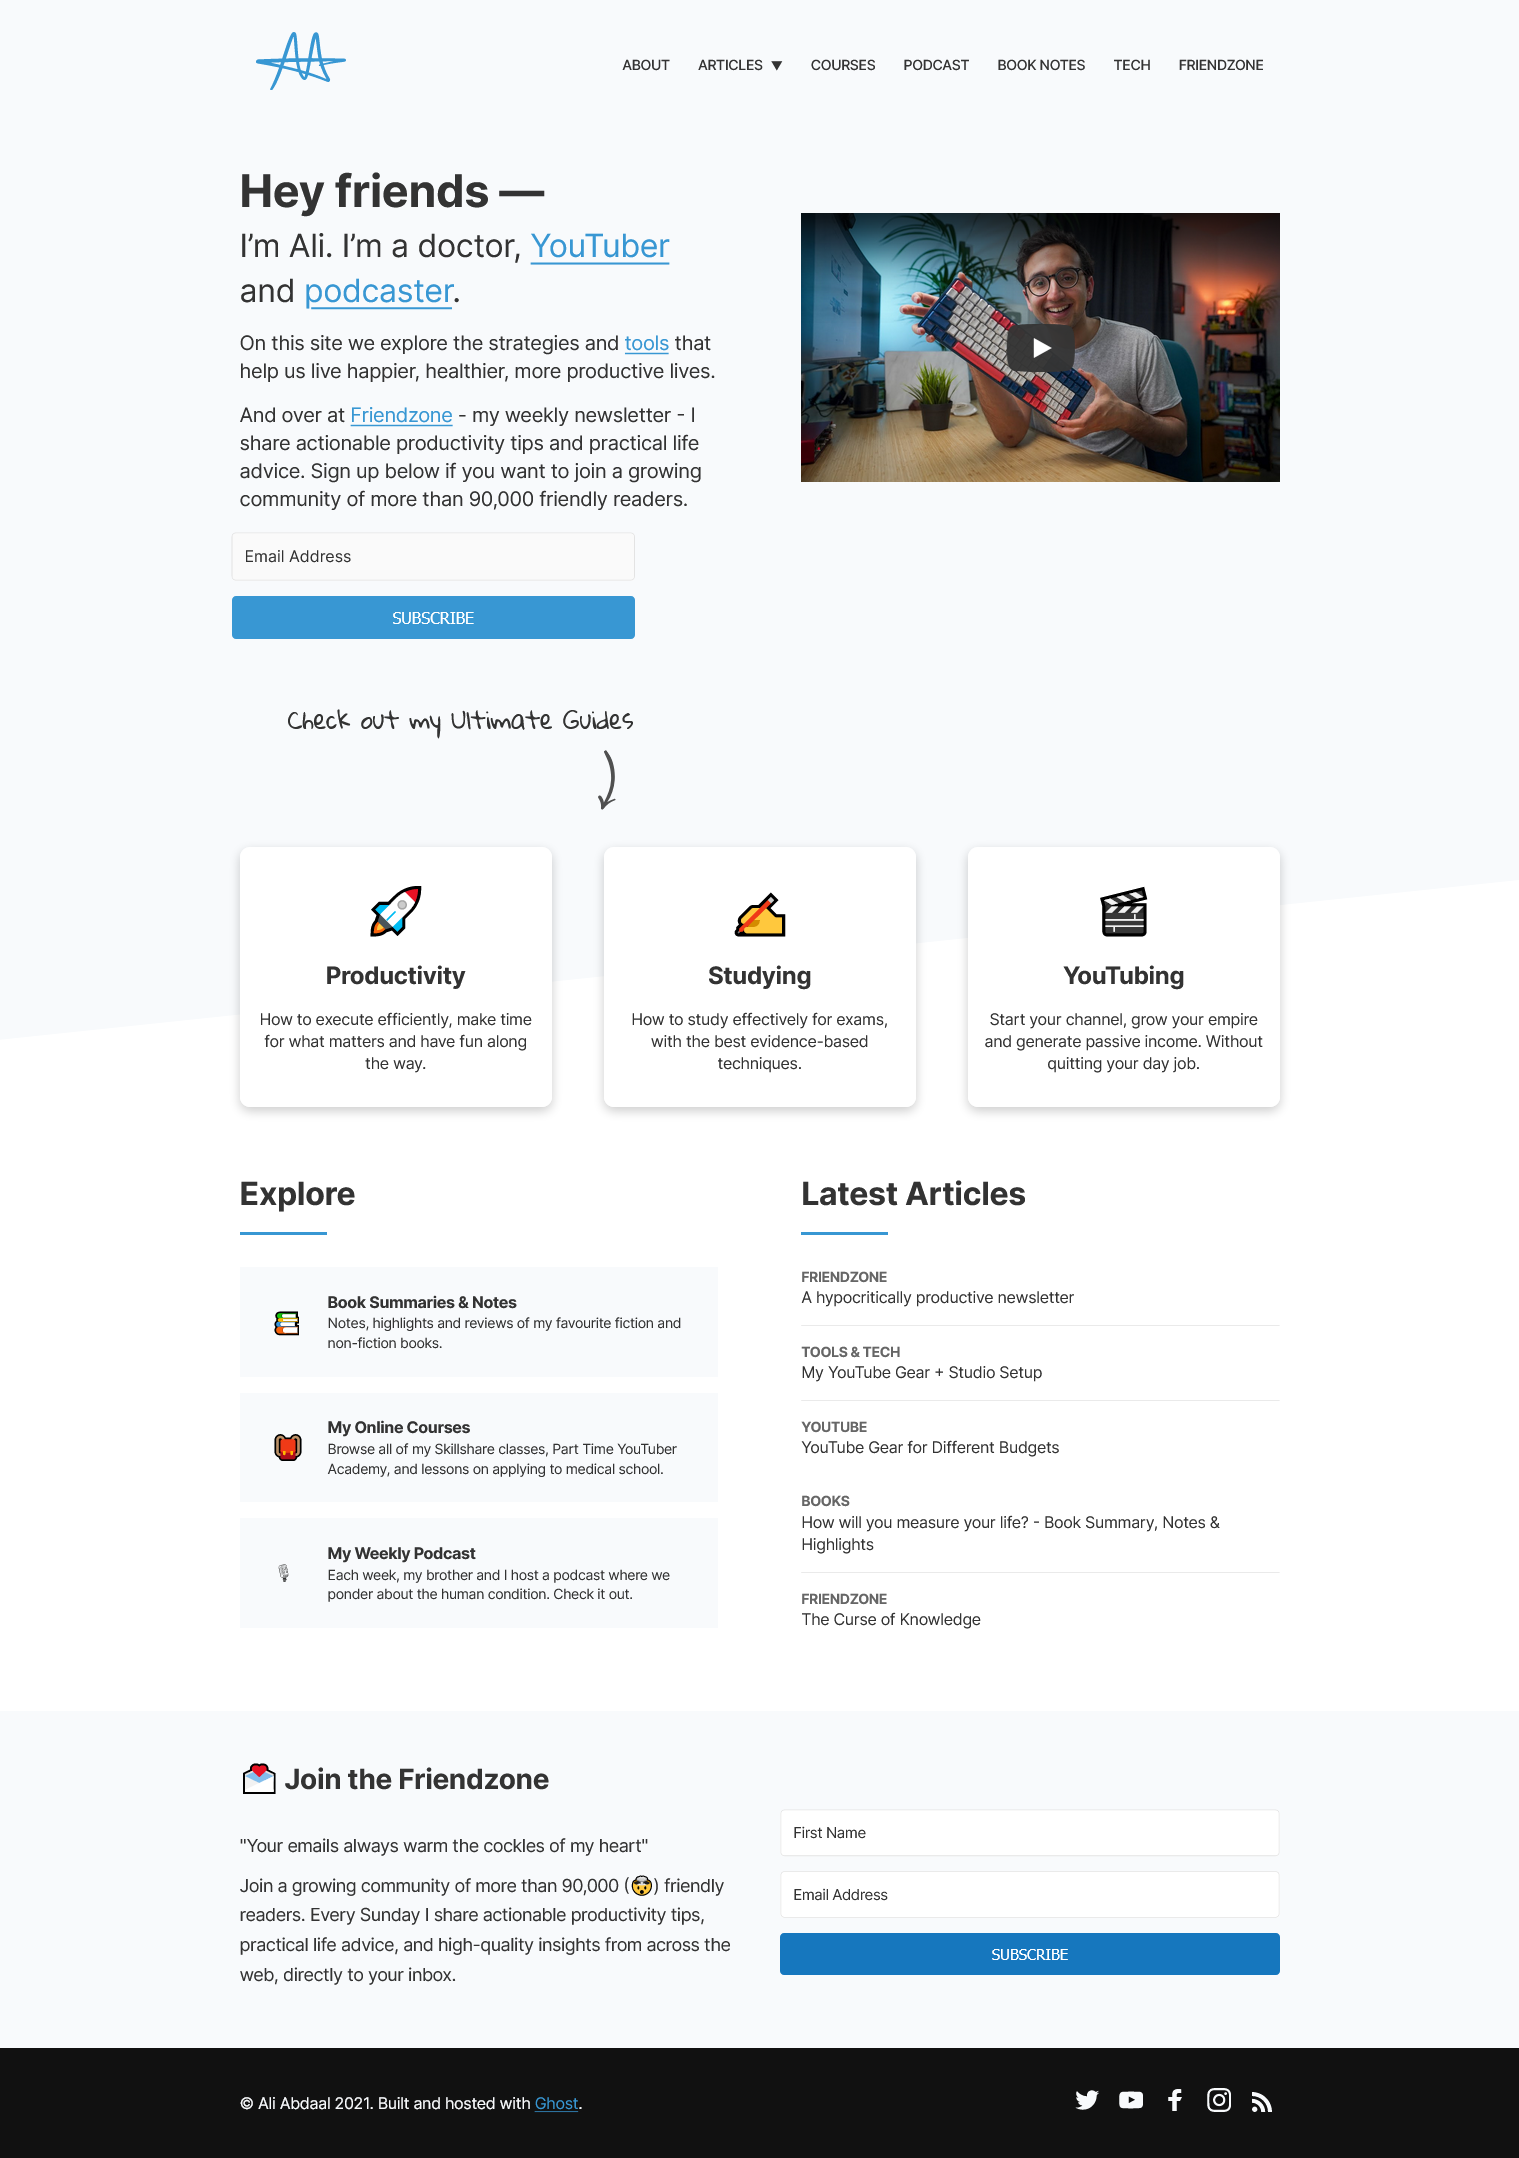 ABOUT
ARTICLES ▼
COURSES
PODCAST
BOOK NOTES
TECH
FRIENDZONE
Hey friends —
I’m Ali. I’m a doctor, YouTuber
and podcaster.
On this site we explore the strategies and tools that
help us live happier, healthier, more productive lives.
And over at Friendzone - my weekly newsletter - I
share actionable productivity tips and practical life
advice. Sign up below if you want to join a growing
community of more than 90,000 friendly readers.
Email Address
SUBSCRIBE
Check out my Ultimate Guides
Productivity
How to execute efficiently, make time
for what matters and have fun along
the way.
Studying
How to study effectively for exams,
with the best evidence-based
techniques.
YouTubing
Start your channel, grow your empire
and generate passive income. Without
quitting your day job.
Explore
Book Summaries & Notes
Notes, highlights and reviews of my favourite fiction and
non-fiction books.
My Online Courses
Browse all of my Skillshare classes, Part Time YouTuber
Academy, and lessons on applying to medical school.
My Weekly Podcast
Each week, my brother and I host a podcast where we
ponder about the human condition. Check it out.
Latest Articles
FRIENDZONE
A hypocritically productive newsletter
TOOLS & TECH
My YouTube Gear + Studio Setup
YOUTUBE
YouTube Gear for Different Budgets
BOOKS
How will you measure your life? - Book Summary, Notes &
Highlights
FRIENDZONE
The Curse of Knowledge
Join the Friendzone
"Your emails always warm the cockles of my heart"
Join a growing community of more than 90,000 (🤯) friendly
readers. Every Sunday I share actionable productivity tips,
practical life advice, and high-quality insights from across the
web, directly to your inbox.
First Name
Email Address
SUBSCRIBE
© Ali Abdaal 2021. Built and hosted with Ghost.